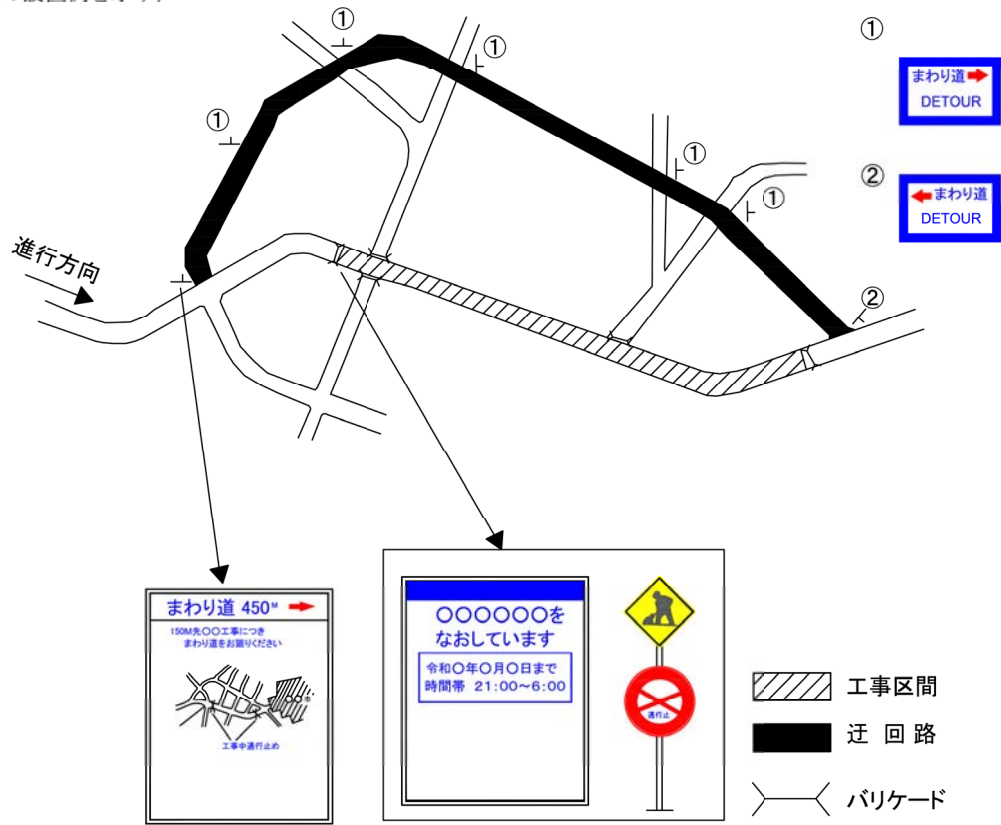 ①
①
①
①
①
②
進行方向
①
まわり道
DETOUR
②
まわり道
DETOUR
まわり道 450M
150M先〇〇工事につき
まわり道をお廻りください
工事中通行止め
〇〇〇〇〇〇を
なおしています
令和〇年〇月〇日まで
時間帯 21:00～6:00
通行止
工事区間
迂 回 路
バリケード